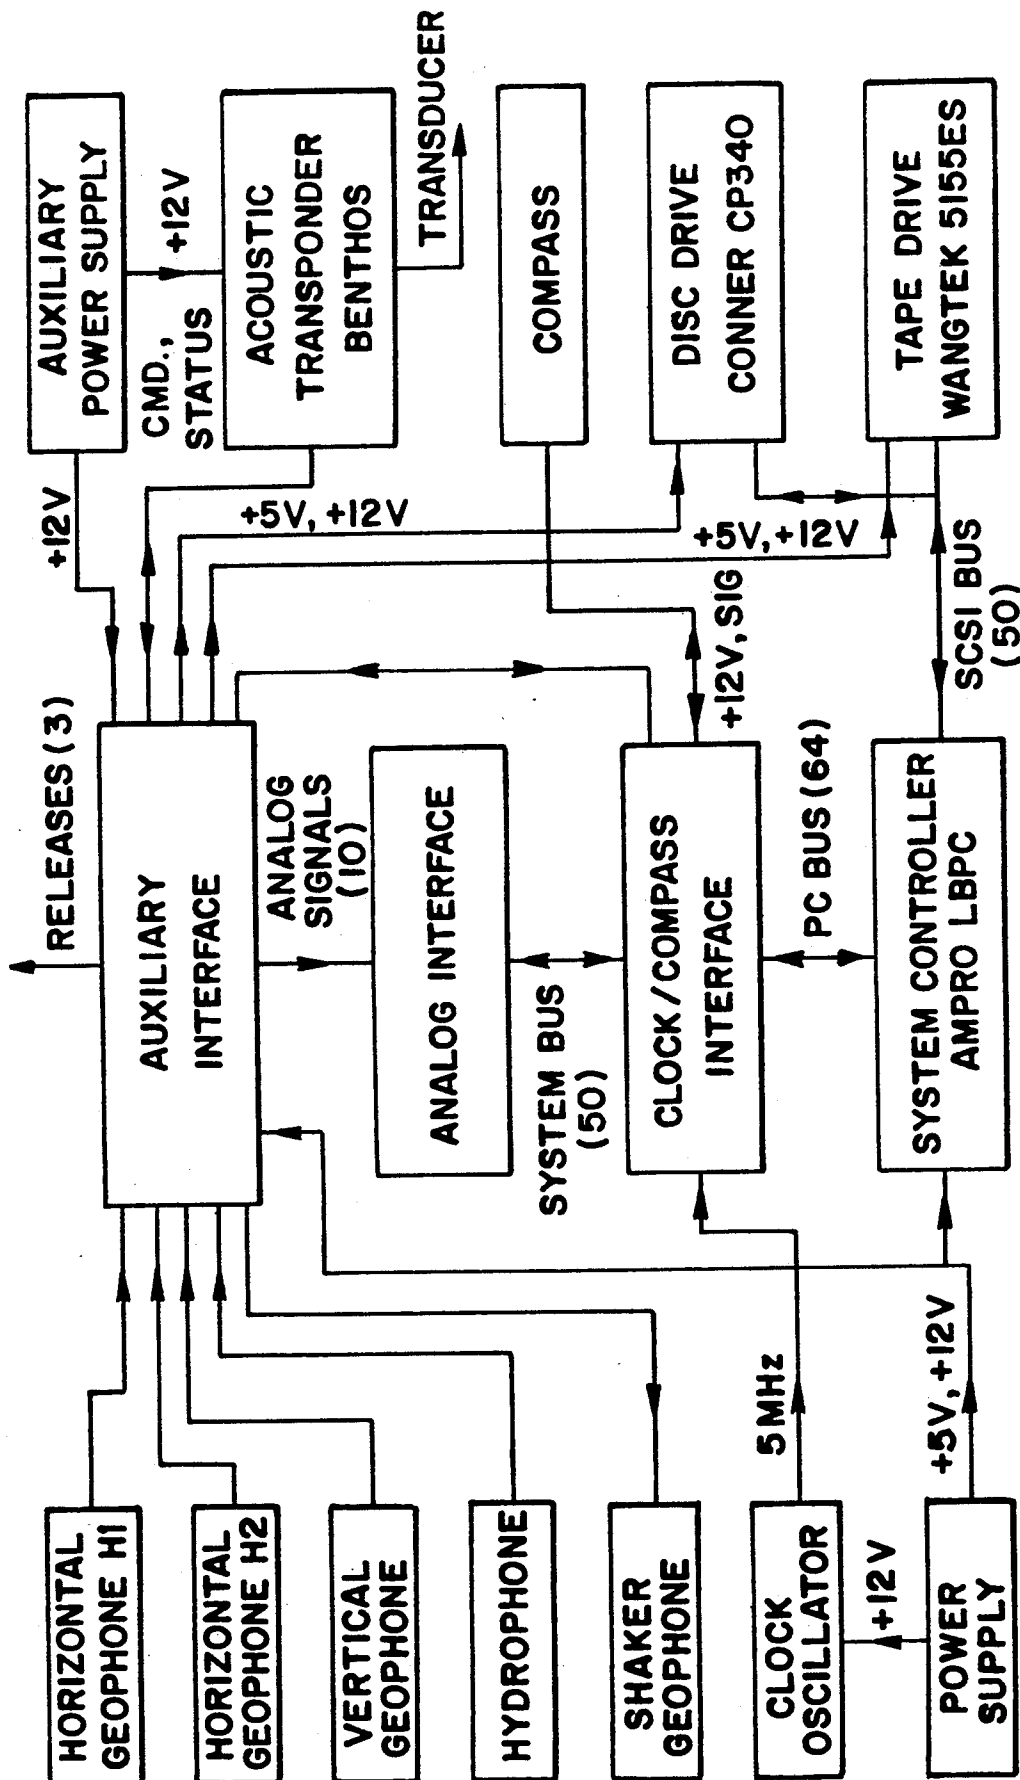 HORIZONTAL
GEOPHONE H1
HORIZONTAL
GEOPHONE H2
VERTICAL
GEOPHONE
HYDROPHONE
SHAKER
GEOPHONE
CLOCK
OSCILLATOR
+12V
POWER
SUPPLY
5MHz
+5V, +12V
RELEASES (3)
AUXILIARY
INTERFACE
ANALOG
SIGNALS
(10)
ANALOG INTERFACE
SYSTEM BUS
(50)
CLOCK/COMPASS
INTERFACE
PC BUS (64)
SYSTEM CONTROLLER
AMPRO LBPC
+12V
CMD.,
STATUS
+12V
+5V, +12V
+5V, +12V
+12V, SIG
SCSI BUS
(50)
AUXILIARY
POWER SUPPLY
ACOUSTIC
TRANSPONDER
BENTHOS
TRANSDUCER
COMPASS
DISC DRIVE
CONNER CP340
TAPE DRIVE
WANGTEK 5155ES